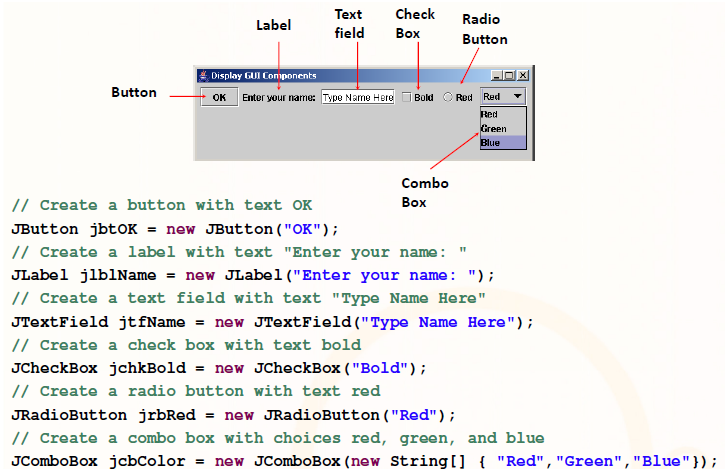 Label
Text
field
Check
Box
Radio
Button
Button
Display GUI Components
OK Enter your name: Type Name Here Bold Red Red
Red
Green
Blue
Combo
Box
// Create a button with text OK
JButton jbtOK = new JButton("OK");
// Create a label with text "Enter your name: "
JLabel jlblName = new JLabel("Enter your name: ");
// Create a text field with text "Type Name Here"
JTextField jtfName = new JTextField("Type Name Here");
// Create a check box with text bold
JCheckBox jchkBold = new JCheckBox("Bold");
// Create a radio button with text red
JRadioButton jrbRed = new JRadioButton("Red");
// Create a combo box with choices red, green, and blue
JComboBox jcbColor = new JComboBox(new String[] { "Red","Green","Blue"});